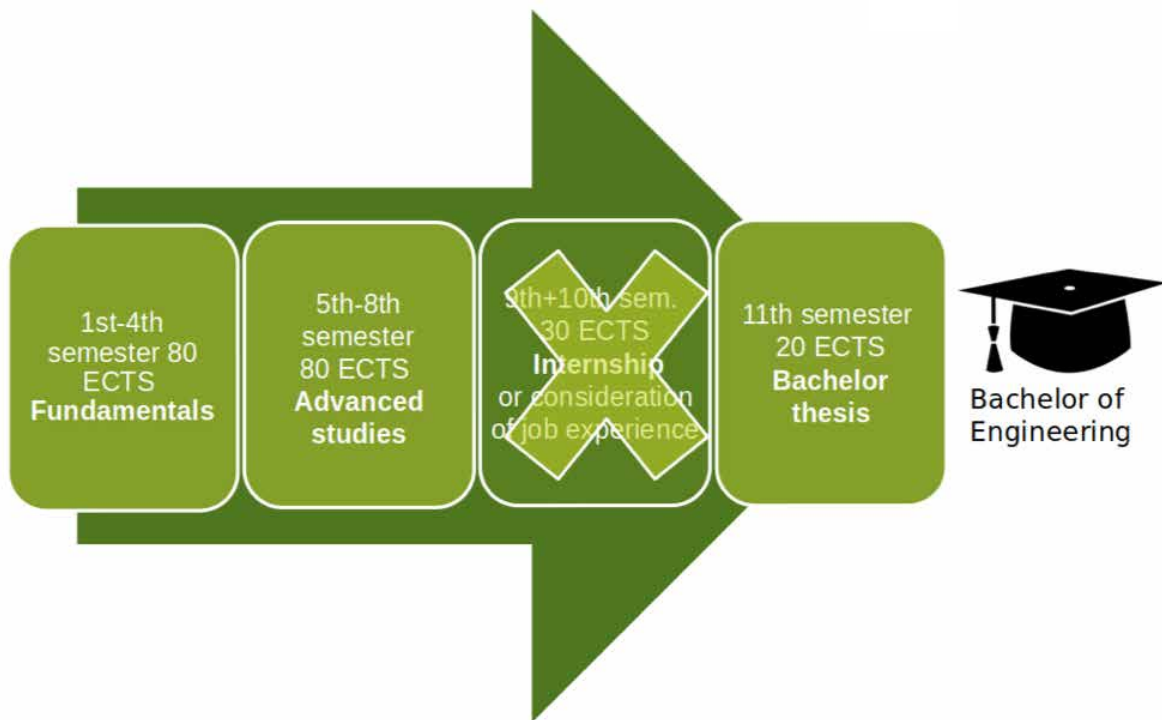 1st-4th
semester 80
ECTS
Fundamentals
5th-8th
semester
80 ECTS
Advanced
studies
9th+10th sem.
30 ECTS
Internship
or consideration
of job experience
11th semester
20 ECTS
Bachelor
thesis
Bachelor of
Engineering